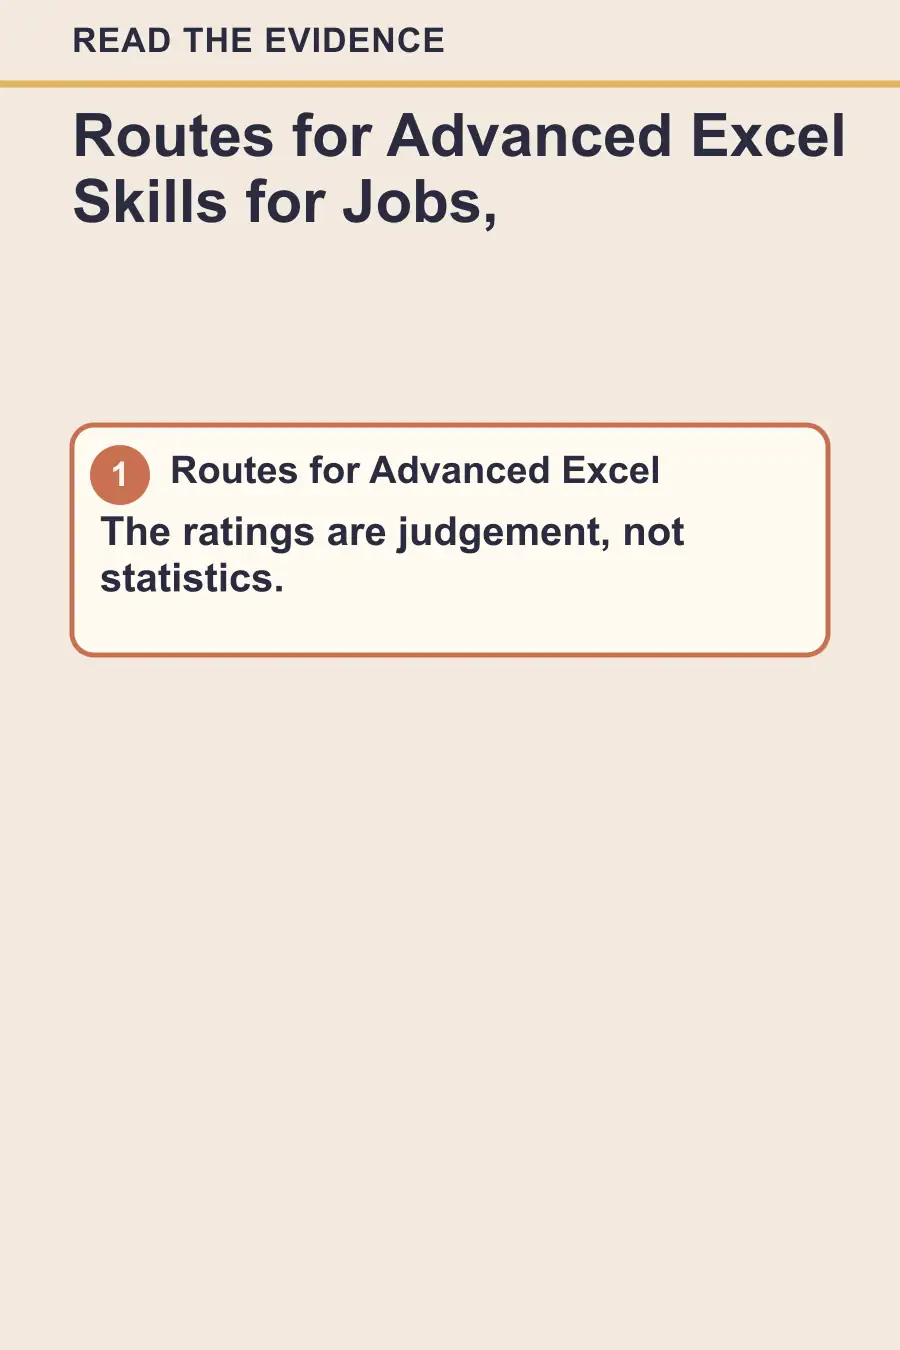 READ THE EVIDENCE
Routes for Advanced Excel
Skills for Jobs,
1 Routes for Advanced Excel
The ratings are judgement, not
statistics.